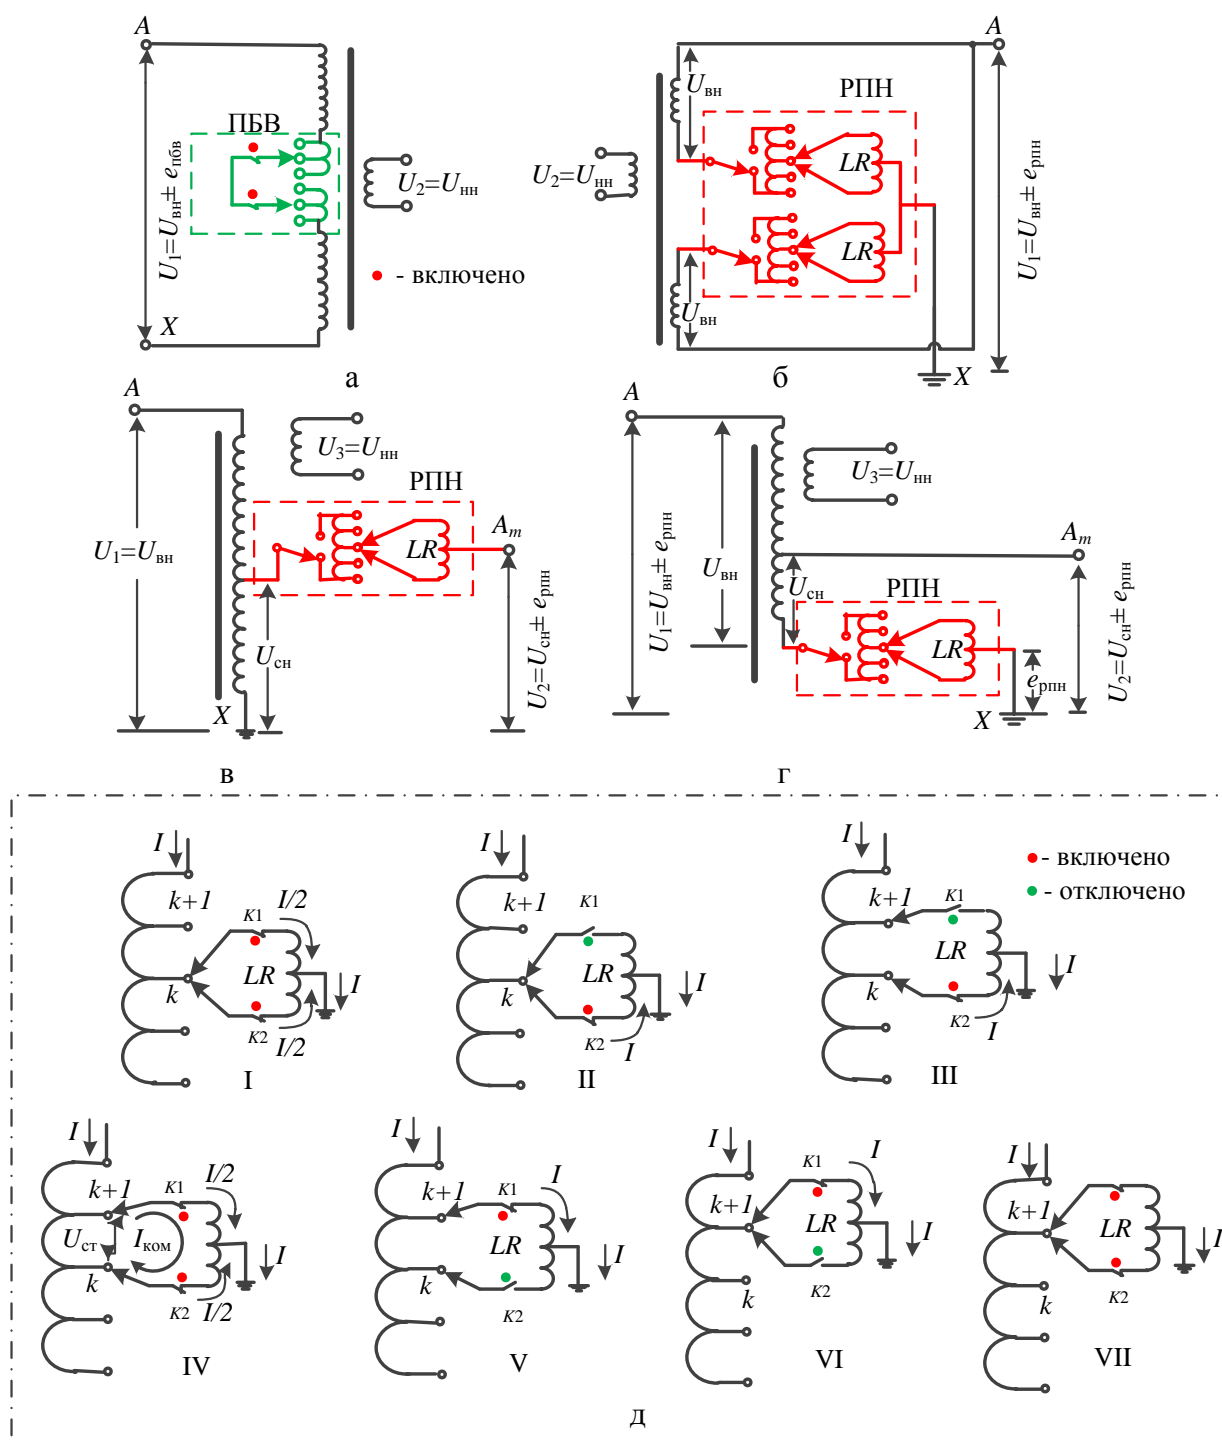 A
ПБВ
U₁=Uвн± eпбв
U₂=Uнн
- включено
X
а
A
Uвн
РПН
LR
U₂=Uнн
LR
Uвн
U₁=Uвн± eрпн
X
б
A
U₃=Uнн
РПН
U₁=Uвн
LR
Aₘ
Uсн
U₂=Uсн± eрпн
X
в
A
U₃=Uнн
U₁=Uвн± eрпн
Uвн
Aₘ
Uсн
РПН
LR
eрпн
U₂=Uсн± eрпн
X
г
I
k+1
K1
I/2
LR
k
I
K2
I/2
I
I
k+1
K1
LR
k
I
K2
I
II
I
k+1
K1
LR
k
I
K2
I
III
- включено
- отключено
I
k+1
K1
I/2
Uст
Iком
I
k
K2
I/2
IV
I
k+1
K1
I
LR
I
k
K2
V
I
k+1
K1
I
LR
I
k
K2
VI
I
k+1
K1
LR
I
k
K2
VII
д